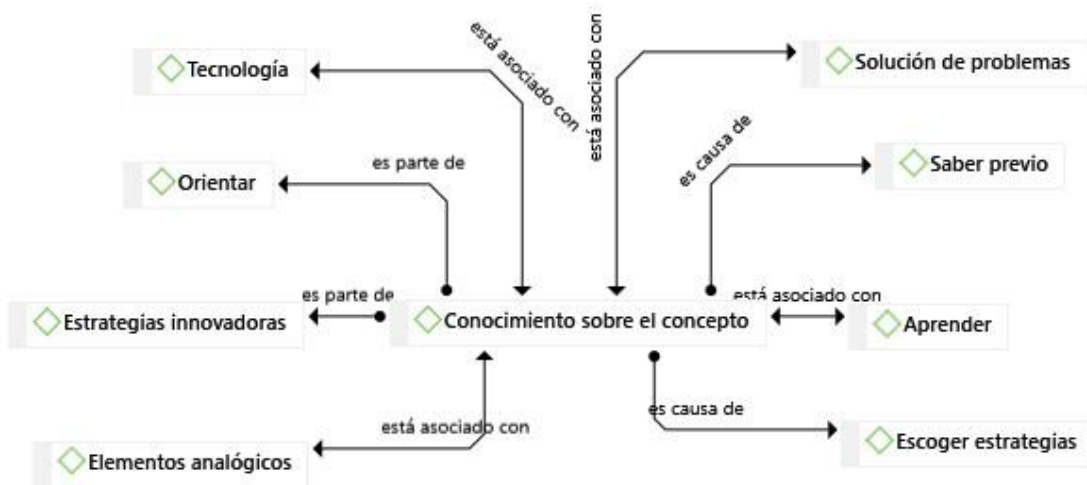 está asociado con
está asociado con
Tecnología
Solución de problemas
es parte de
es causa de
Orientar
Saber previo
es parte de
está asociado con
Estrategias innovadoras
Conocimiento sobre el concepto
Aprender
está asociado con
es causa de
Elementos analógicos
Escoger estrategias